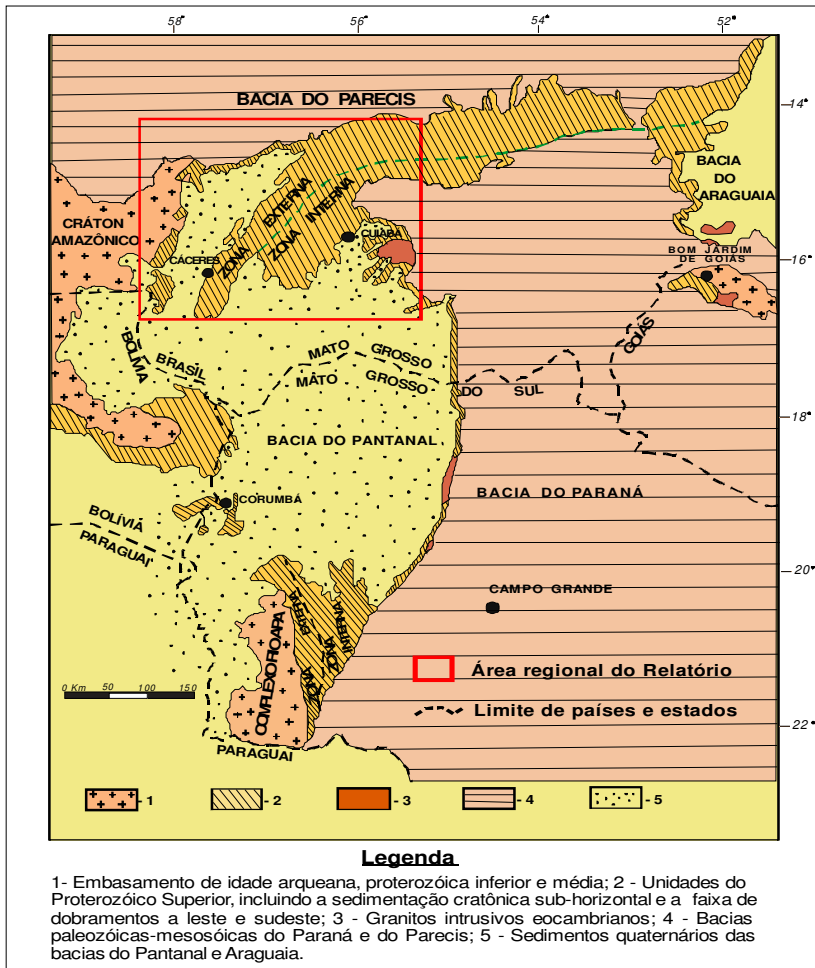 58°
56°
54°
52°
BACIA DO PARECIS
14°
BACIA
DO
ARAGUAIA
CRÁTON
AMAZÔNICO
ZONA EXTERNA
ZONA INTERNA
CUIABÁ
CÁCERES
BOM JARDIM
DE GOIÁS
16°
GOIÁS
BOLÍVIA
BRASÍL
MATO GROSSO
MATO GROSSO DO SUL
18°
BACIA DO PANTANAL
BACIA DO PARANÁ
CORUMBÁ
BOLÍVIÁ
PARAGUAI
20°
CAMPO GRANDE
ZONA EXTERNA
ZONA INTERNA
COMPLEXO RIO APA
Área regional do Relatório
0 Km 50 100 150
Limite de países e estados
22°
PARAGUAI
- 1
- 2
- 3
- 4
- 5
Legenda
1- Embasamento de idade arqueana, proterozóica inferior e média; 2 - Unidades do
Proterozóico Superior, incluindo a sedimentação cratônica sub-horizontal e a faixa de
dobramentos a leste e sudeste; 3 - Granitos intrusivos eocambrianos; 4 - Bacias
paleozóicas-mesosóicas do Paraná e do Parecis; 5 - Sedimentos quaternários das
bacias do Pantanal e Araguaia.